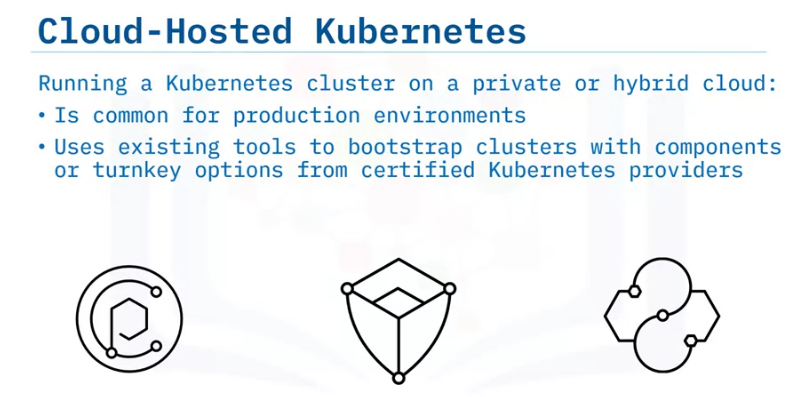 Cloud-Hosted Kubernetes
Running a Kubernetes cluster on a private or hybrid cloud:
• Is common for production environments
• Uses existing tools to bootstrap clusters with components
or turnkey options from certified Kubernetes providers